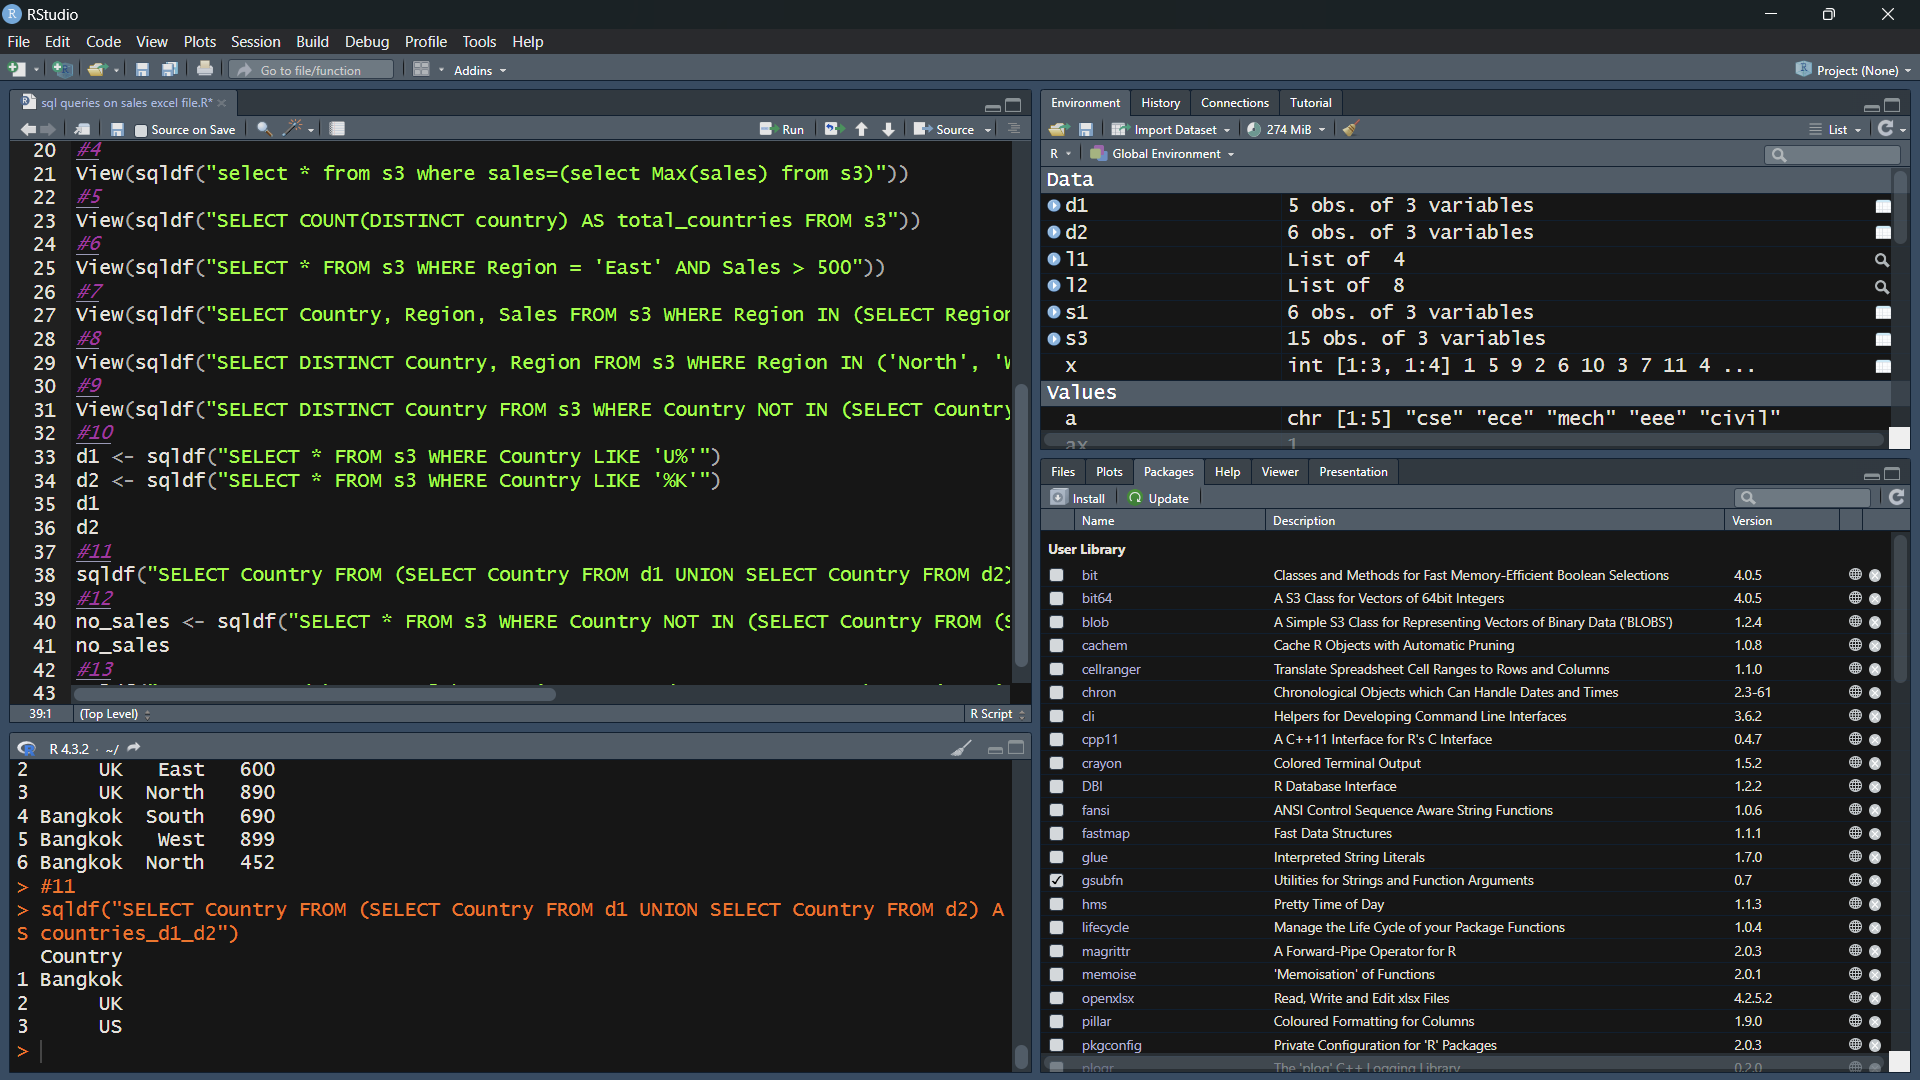 RStudio
File Edit Code View Plots Session Build Debug Profile Tools Help
Go to file/function Addins Project: (None)
sql queries on sales excel file.R*
Source on Save Run Source
20 #4
21 View(sqldf("select * from s3 where sales=(select Max(sales) from s3)"))
22 #5
23 View(sqldf("SELECT COUNT(DISTINCT country) AS total_countries FROM s3"))
24 #6
25 View(sqldf("SELECT * FROM s3 WHERE Region = 'East' AND Sales > 500"))
26 #7
27 View(sqldf("SELECT Country, Region, Sales FROM s3 WHERE Region IN (SELECT Region
28 #8
29 View(sqldf("SELECT DISTINCT Country, Region FROM s3 WHERE Region IN ('North', 'W
30 #9
31 View(sqldf("SELECT DISTINCT Country FROM s3 WHERE Country NOT IN (SELECT Country
32 #10
33 d1 <- sqldf("SELECT * FROM s3 WHERE Country LIKE 'U%'")
34 d2 <- sqldf("SELECT * FROM s3 WHERE Country LIKE '%K'")
35 d1
36 d2
37 #11
38 sqldf("SELECT Country FROM (SELECT Country FROM d1 UNION SELECT Country FROM d2)
39 #12
40 no_sales <- sqldf("SELECT * FROM s3 WHERE Country NOT IN (SELECT Country FROM (S
41 no_sales
42 #13
43
39:1 (Top Level) R Script
R 4.3.2 · ~/
2 UK East 600
3 UK North 890
4 Bangkok South 690
5 Bangkok West 899
6 Bangkok North 452
> #11
> sqldf("SELECT Country FROM (SELECT Country FROM d1 UNION SELECT Country FROM d2) A
S countries_d1_d2")
Country
1 Bangkok
2 UK
3 US
>
Environment History Connections Tutorial
Import Dataset 274 MiB List
R Global Environment
Data
d1 5 obs. of 3 variables
d2 6 obs. of 3 variables
l1 List of 4
l2 List of 8
s1 6 obs. of 3 variables
s3 15 obs. of 3 variables
x int [1:3, 1:4] 1 5 9 2 6 10 3 7 11 4 ...
Values
a chr [1:5] "cse" "ece" "mech" "eee" "civil"
ax 1
Files Plots Packages Help Viewer Presentation
Install Update
Name Description Version
User Library
bit Classes and Methods for Fast Memory-Efficient Boolean Selections 4.0.5
bit64 A S3 Class for Vectors of 64bit Integers 4.0.5
blob A Simple S3 Class for Representing Vectors of Binary Data ('BLOBS') 1.2.4
cachem Cache R Objects with Automatic Pruning 1.0.8
cellranger Translate Spreadsheet Cell Ranges to Rows and Columns 1.1.0
chron Chronological Objects which Can Handle Dates and Times 2.3-61
cli Helpers for Developing Command Line Interfaces 3.6.2
cpp11 A C++11 Interface for R's C Interface 0.4.7
crayon Colored Terminal Output 1.5.2
DBI R Database Interface 1.2.2
fansi ANSI Control Sequence Aware String Functions 1.0.6
fastmap Fast Data Structures 1.1.1
glue Interpreted String Literals 1.7.0
gsubfn Utilities for Strings and Function Arguments 0.7
hms Pretty Time of Day 1.1.3
lifecycle Manage the Life Cycle of your Package Functions 1.0.4
magrittr A Forward-Pipe Operator for R 2.0.3
memoise 'Memoisation' of Functions 2.0.1
openxlsx Read, Write and Edit xlsx Files 4.2.5.2
pillar Coloured Formatting for Columns 1.9.0
pkgconfig Private Configuration for 'R' Packages 2.0.3
plogr The 'plog' C++ Logging Library 0.2.0